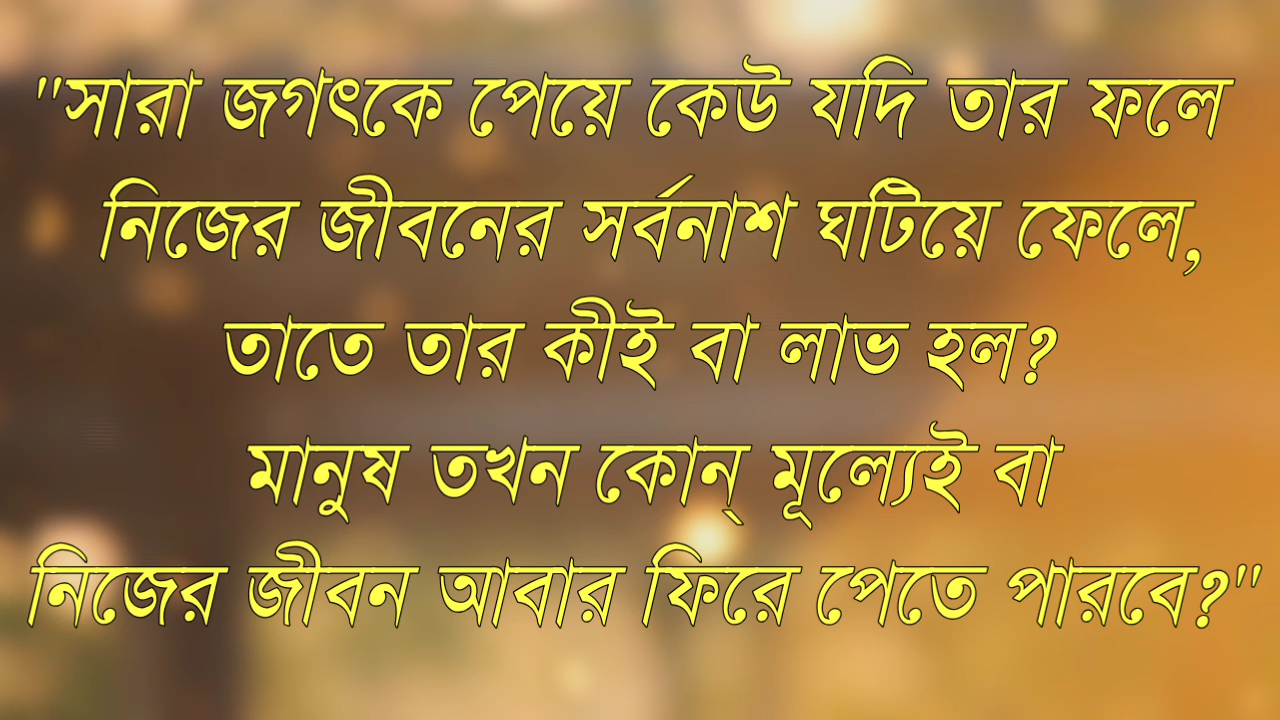 "সারা জগৎকে পেয়ে কেউ যদি তার ফলে
নিজের জীবনের সর্বনাশ ঘটিয়ে ফেলে,
তাতে তার কীই বা লাভ হল?
মানুষ তখন কোন্ মূল্যেই বা
নিজের জীবন আবার ফিরে পেতে পারবে?"